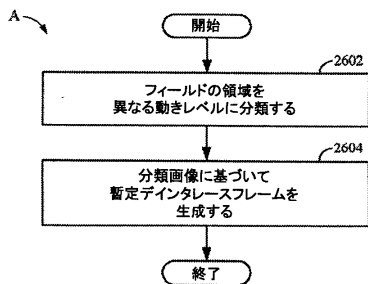 A
開始
2602
フィールドの領域を
異なる動きレベルに分類する
2604
分類画像に基づいて
暫定デインタレースフレームを
生成する
終了